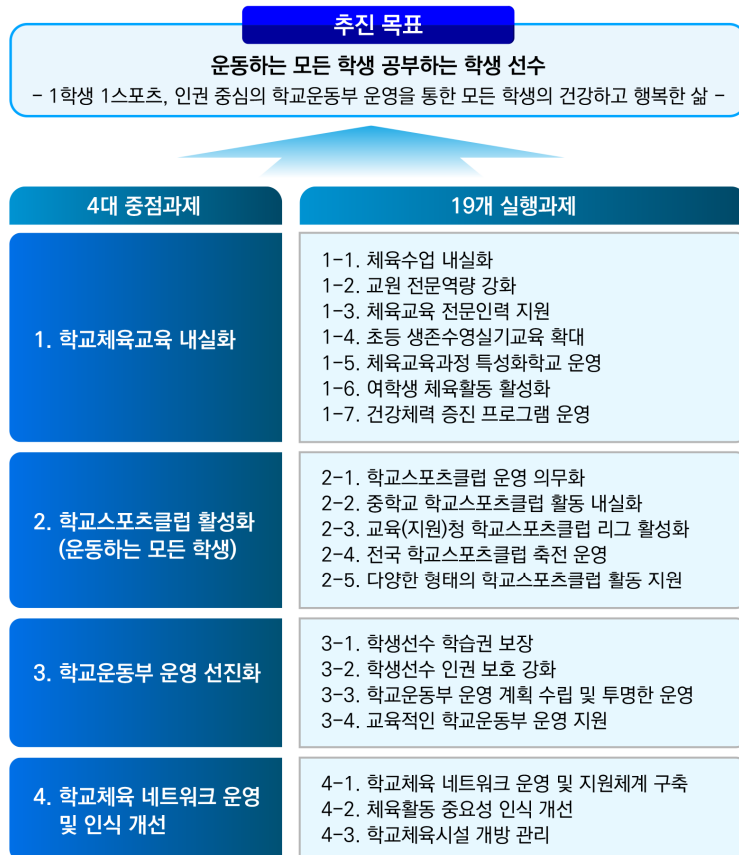 추진 목표
운동하는 모든 학생 공부하는 학생 선수
- 1학생 1스포츠, 인권 중심의 학교운동부 운영을 통한 모든 학생의 건강하고 행복한 삶 -
4대 중점과제
19개 실행과제
1. 학교체육교육 내실화
1-1. 체육수업 내실화
1-2. 교원 전문역량 강화
1-3. 체육교육 전문인력 지원
1-4. 초등 생존수영실기교육 확대
1-5. 체육교육과정 특성화학교 운영
1-6. 여학생 체육활동 활성화
1-7. 건강체력 증진 프로그램 운영
2. 학교스포츠클럽 활성화
(운동하는 모든 학생)
2-1. 학교스포츠클럽 운영 의무화
2-2. 중학교 학교스포츠클럽 활동 내실화
2-3. 교육(지원)청 학교스포츠클럽 리그 활성화
2-4. 전국 학교스포츠클럽 축전 운영
2-5. 다양한 형태의 학교스포츠클럽 활동 지원
3. 학교운동부 운영 선진화
3-1. 학생선수 학습권 보장
3-2. 학생선수 인권 보호 강화
3-3. 학교운동부 운영 계획 수립 및 투명한 운영
3-4. 교육적인 학교운동부 운영 지원
4. 학교체육 네트워크 운영
및 인식 개선
4-1. 학교체육 네트워크 운영 및 지원체계 구축
4-2. 체육활동 중요성 인식 개선
4-3. 학교체육시설 개방 관리